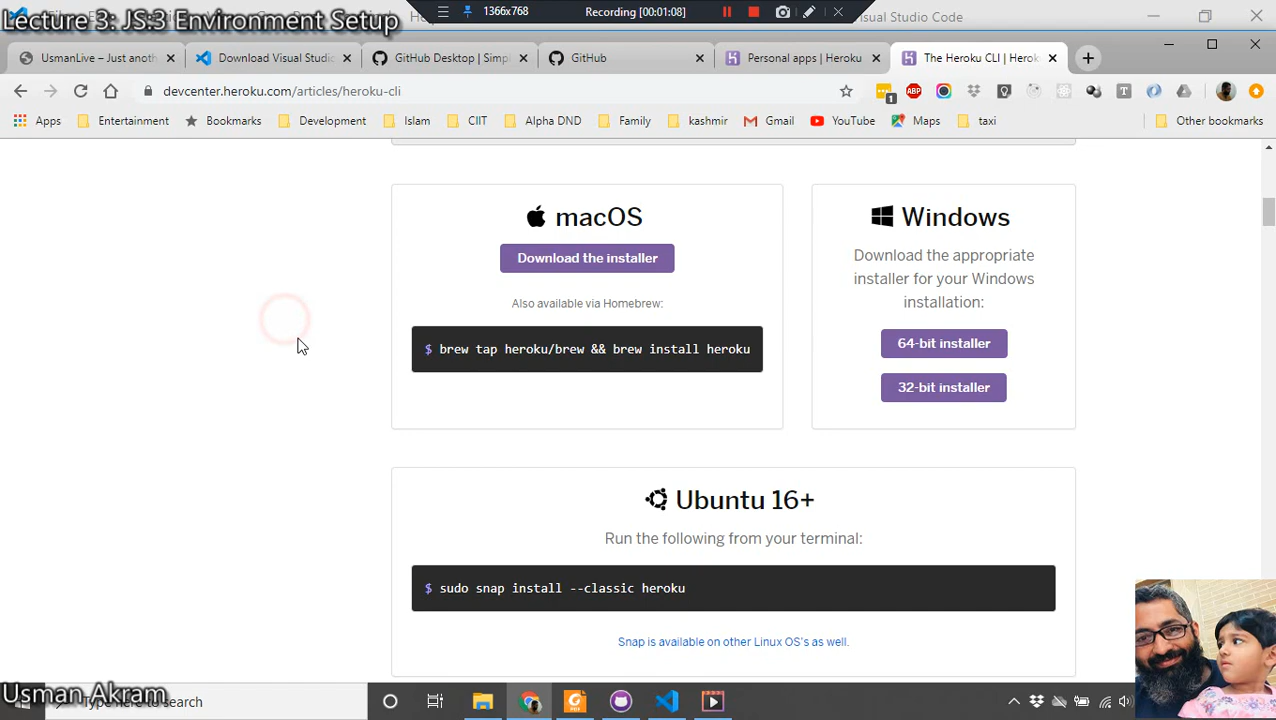 Lecture 3: JS:3 Environment Setup
1366x768
Recording [00:01:08]
isual Studio Code
UsmanLive – Just anoth
Download Visual Studio
GitHub Desktop | Simpl
GitHub
Personal apps | Heroku
The Heroku CLI | Herok
devcenter.heroku.com/articles/heroku-cli
1
ABP
T
Apps
Entertainment
Bookmarks
Development
Islam
CIIT
Alpha DND
Family
kashmir
Gmail
YouTube
Maps
taxi
Other bookmarks
macOS
Download the installer
Also available via Homebrew:
$ brew tap heroku/brew && brew install heroku
Windows
Download the appropriate
installer for your Windows
installation:
64-bit installer
32-bit installer
Ubuntu 16+
Run the following from your terminal:
$ sudo snap install --classic heroku
Snap is available on other Linux OS's as well.
Usman Akram
Type here to search